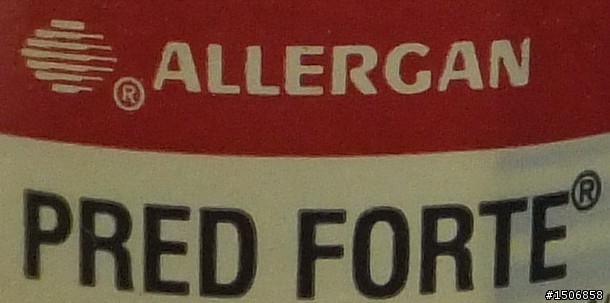 ® ALLERGAN
PRED FORTE®
#1506858